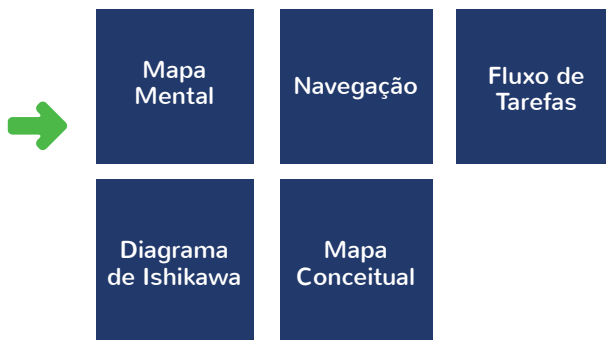 Mapa
Mental
Navegação
Fluxo de
Tarefas
Diagrama
de Ishikawa
Mapa
Conceitual